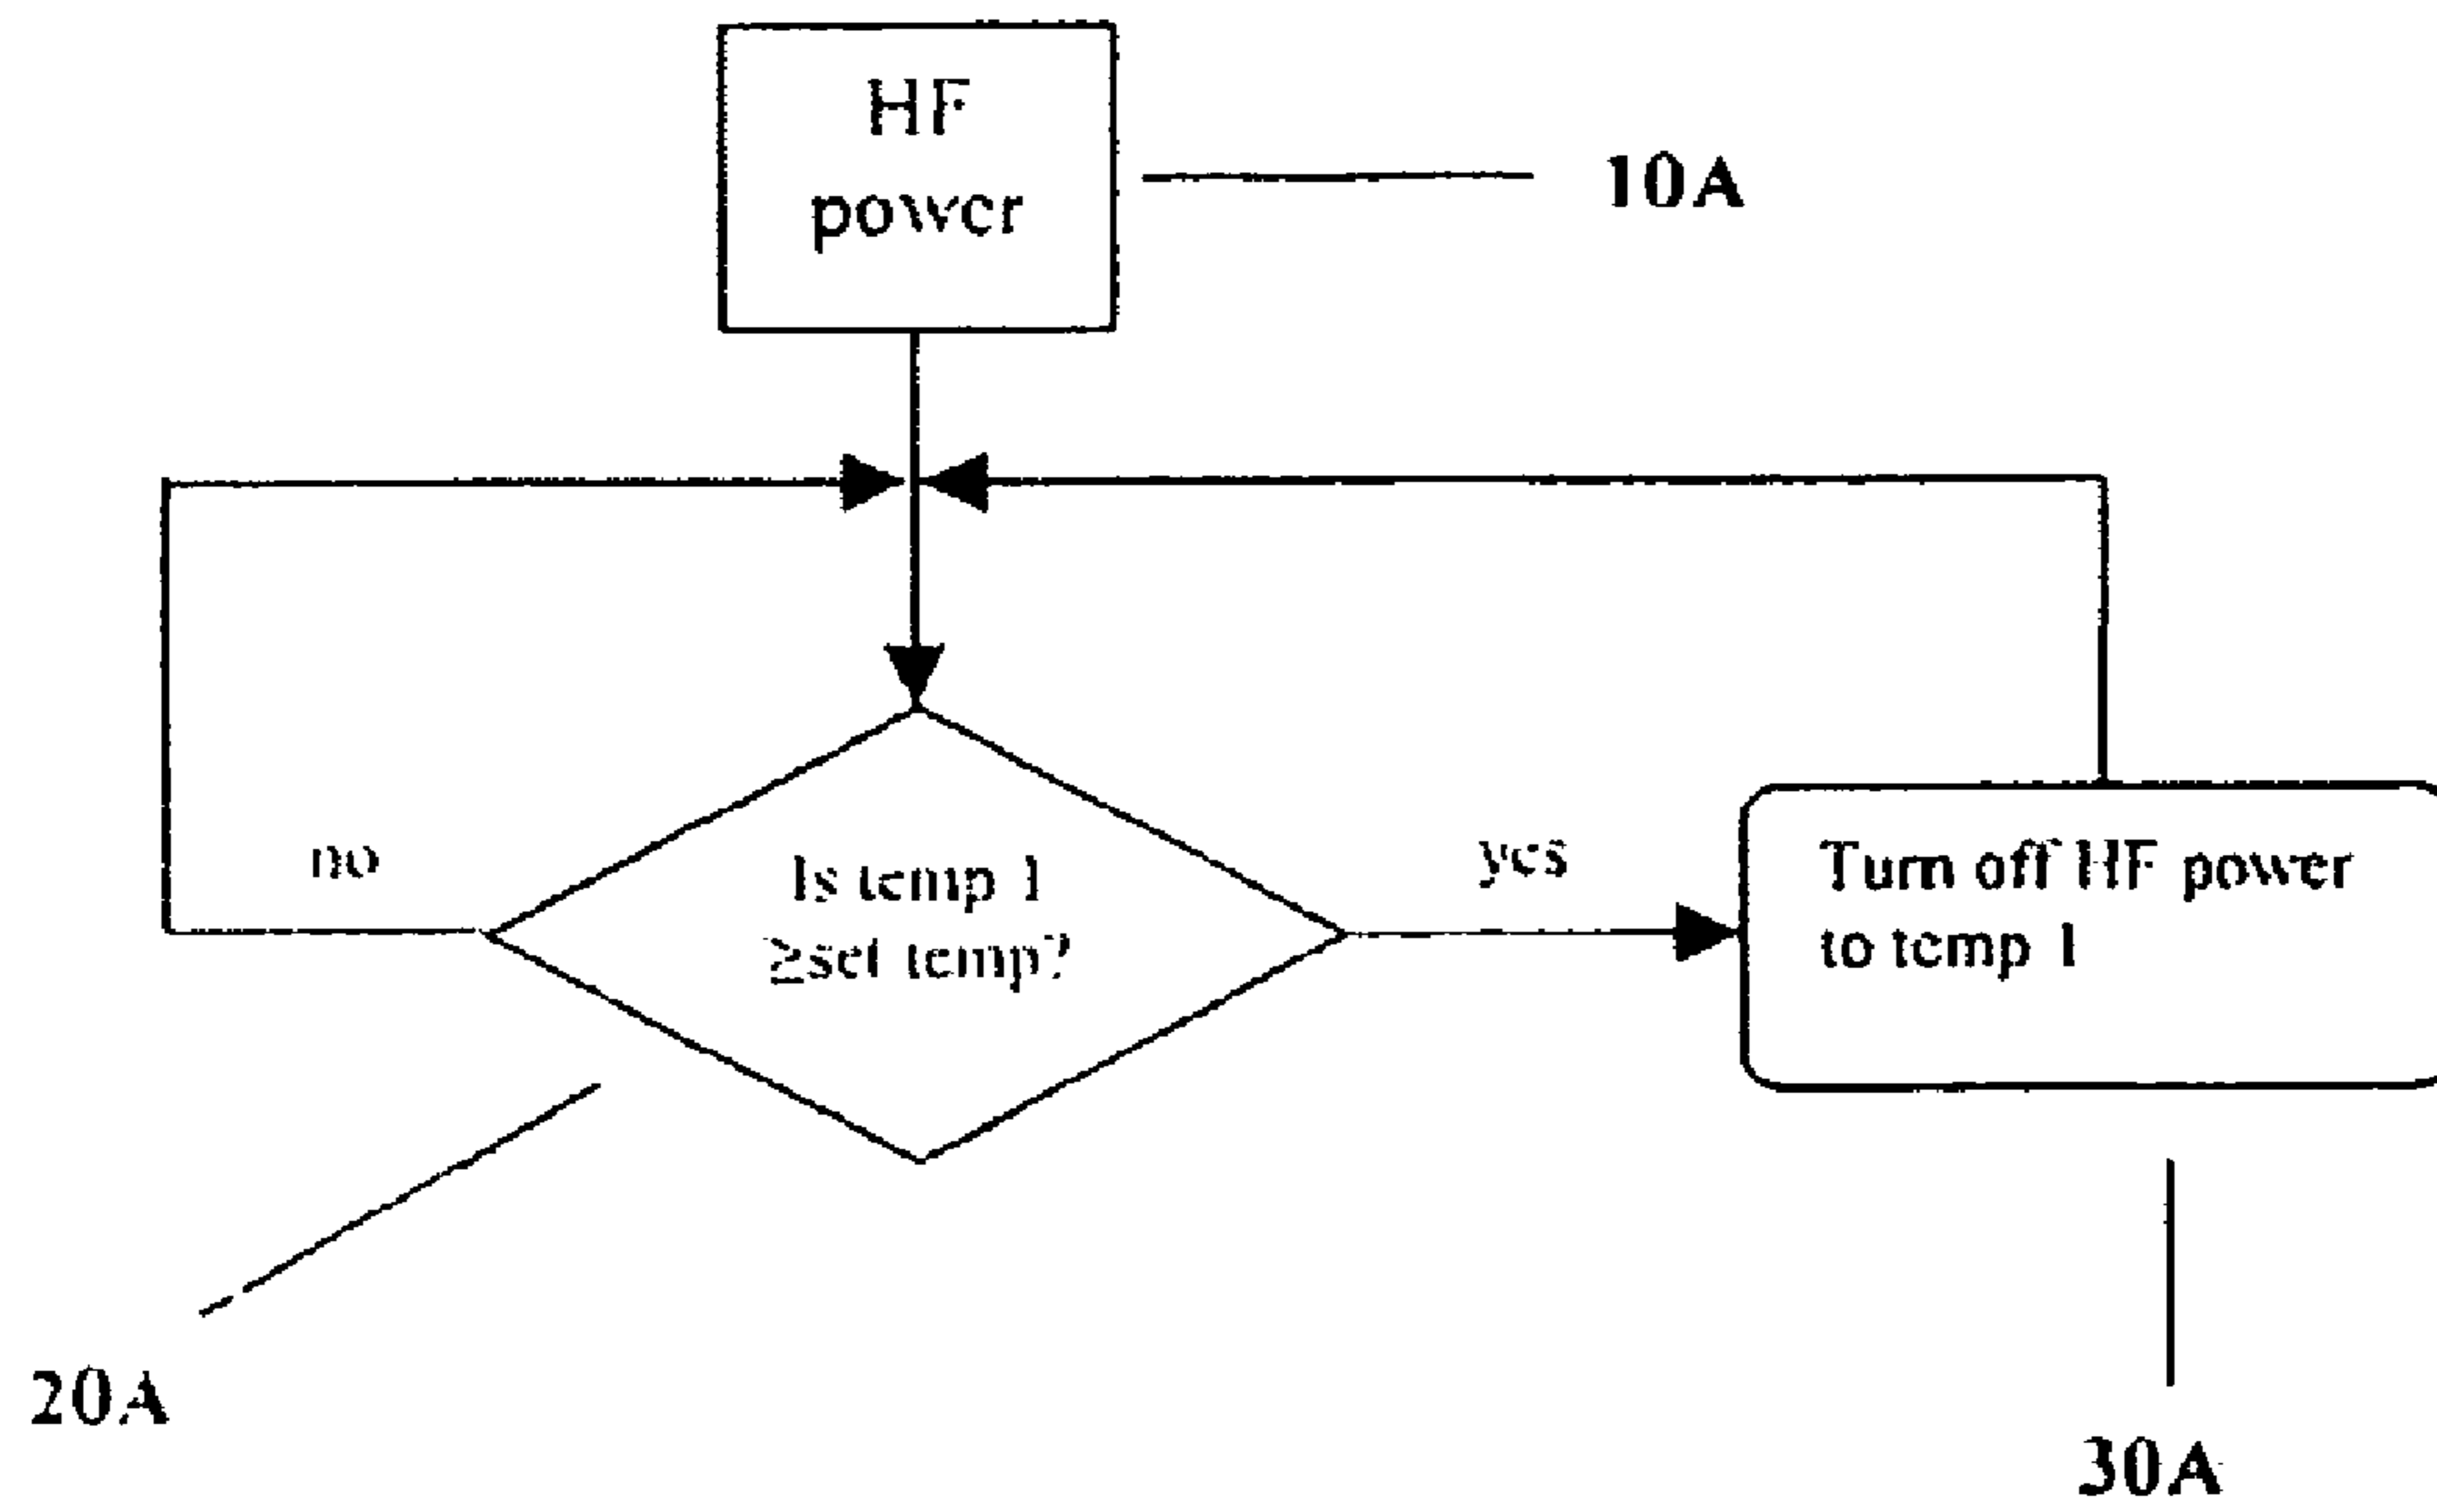 HF
power
10A
no
Is temp 1
≥set temp?
yes
Turn off HF power
to temp 1
20A
30A